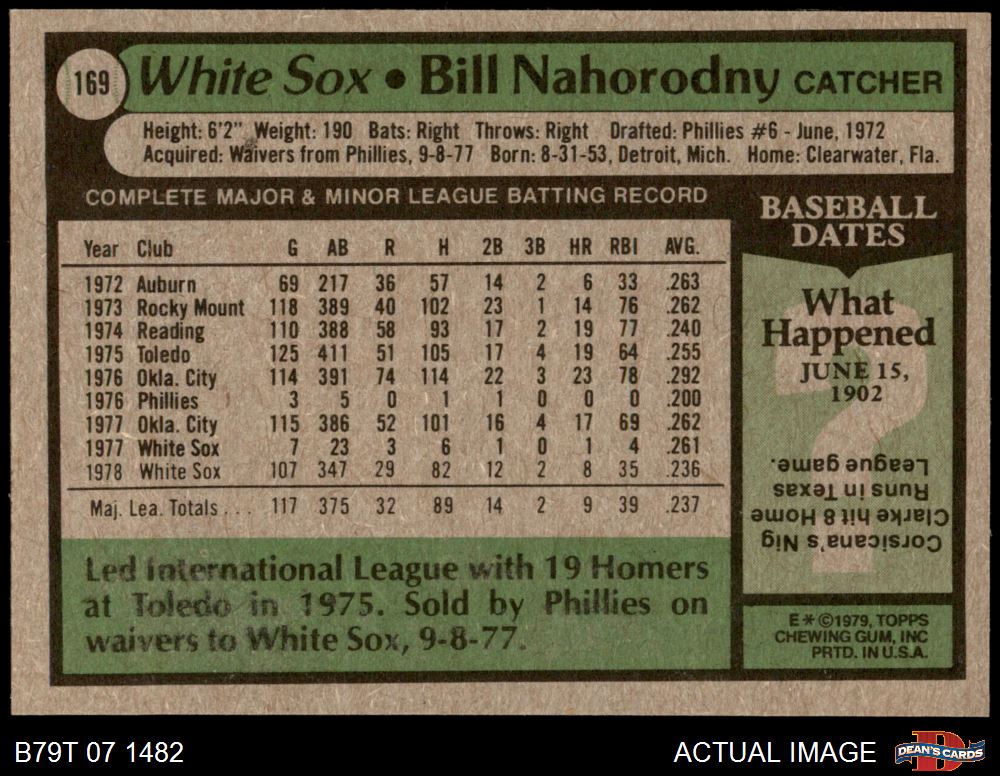 169 White Sox • Bill Nahorodny CATCHER
Height: 6'2" Weight: 190 Bats: Right Throws: Right Drafted: Phillies #6 - June, 1972
Acquired: Waivers from Phillies, 9-8-77 Born: 8-31-53, Detroit, Mich. Home: Clearwater, Fla.
COMPLETE MAJOR & MINOR LEAGUE BATTING RECORD
Year Club G AB R H 2B 3B HR RBI AVG.
1972 Auburn 69 217 36 57 14 2 6 33 .263
1973 Rocky Mount 118 389 40 102 23 1 14 76 .262
1974 Reading 110 388 58 93 17 2 19 77 .240
1975 Toledo 125 411 51 105 17 4 19 64 .255
1976 Okla. City 114 391 74 114 22 3 23 78 .292
1976 Phillies 3 5 0 1 1 0 0 0 .200
1977 Okla. City 115 386 52 101 16 4 17 69 .262
1977 White Sox 7 23 3 6 1 0 1 4 .261
1978 White Sox 107 347 29 82 12 2 8 35 .236
Maj. Lea. Totals . . . 117 375 32 89 14 2 9 39 .237
Led International League with 19 Homers
at Toledo in 1975. Sold by Phillies on
waivers to White Sox, 9-8-77.
BASEBALL
DATES
What
Happened
JUNE 15,
1902
?
Corsicana's Nig
Clarke hit 8 Home
Runs in Texas
League game.
E*©1979, TOPPS
CHEWING GUM, INC
PRTD. IN U.S.A.
B79T 07 1482
ACTUAL IMAGE
DEAN'S CARDS